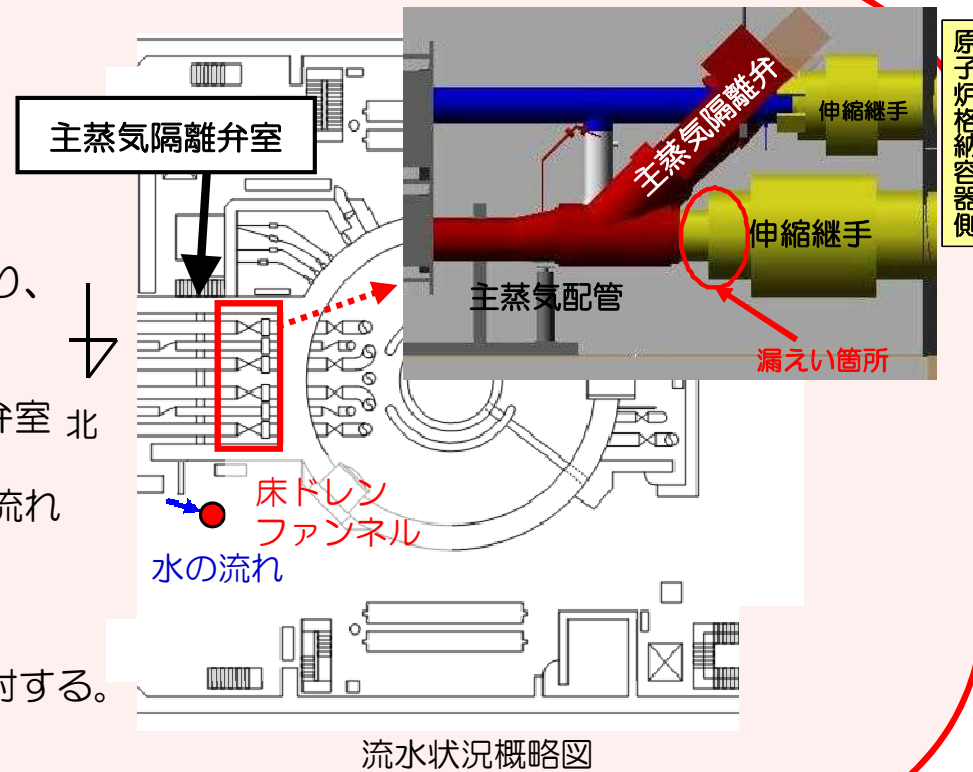 原子炉格納容器側
主蒸気隔離弁
伸縮継手
主蒸気隔離弁室
伸縮継手
り、
主蒸気配管
漏えい箇所
弁室
北
流れ
床ドレン
ファンネル
水の流れ
討する。
流水状況概略図